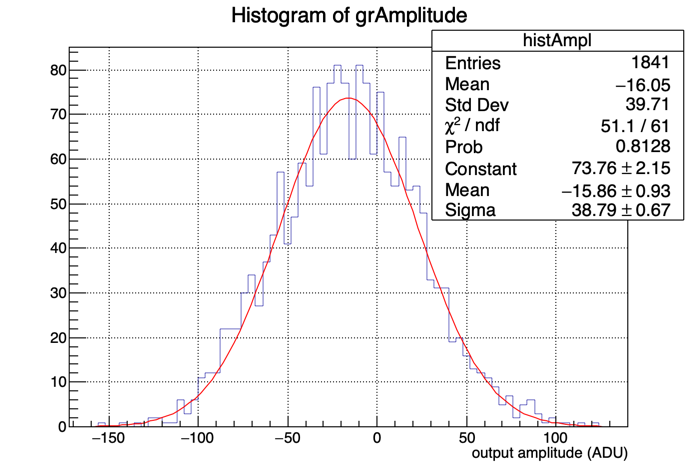 Histogram of grAmplitude
histAmpl
Entries 1841
Mean −16.05
Std Dev 39.71
χ² / ndf 51.1 / 61
Prob 0.8128
Constant 73.76 ± 2.15
Mean −15.86 ± 0.93
Sigma 38.79 ± 0.67
80
70
60
50
40
30
20
10
0
−150 −100 −50 0 50 100
output amplitude (ADU)